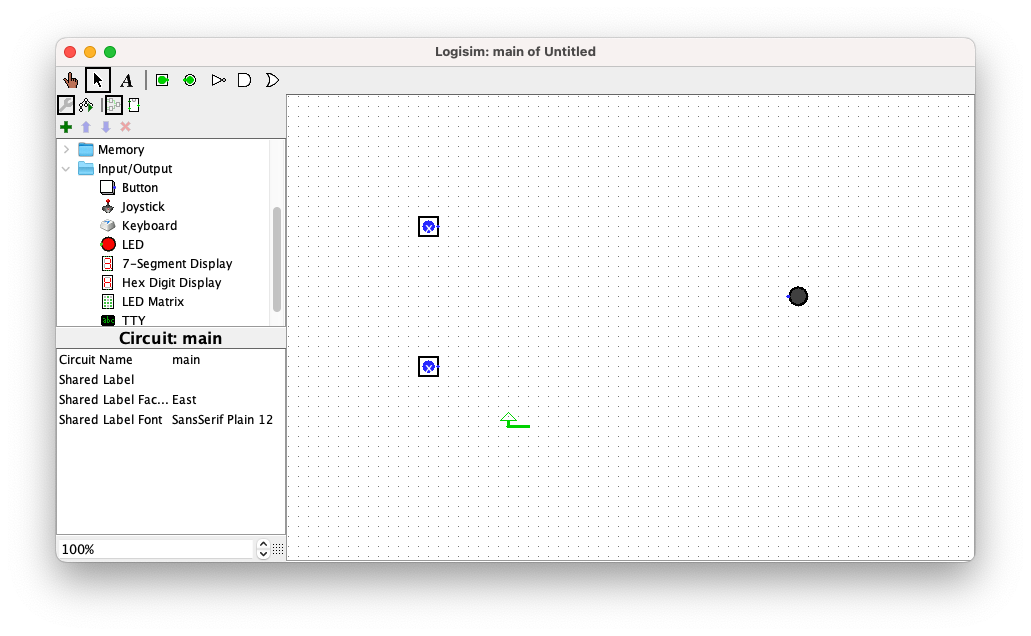 Logisim: main of Untitled
A
Memory
Input/Output
Button
Joystick
Keyboard
LED
7-Segment Display
Hex Digit Display
LED Matrix
TTY
Circuit: main
Circuit Name main
Shared Label
Shared Label Fac... East
Shared Label Font SansSerif Plain 12
100%
x
x